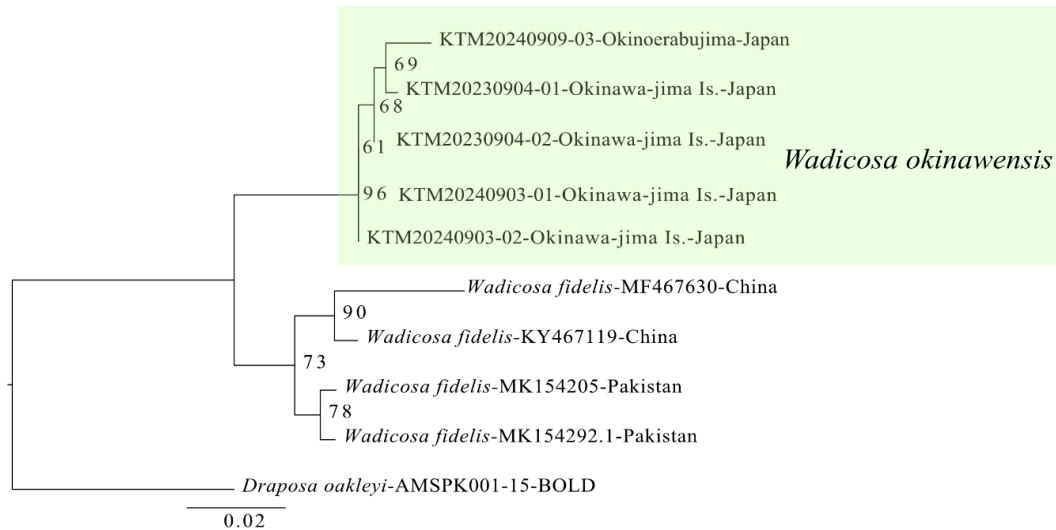 KTM20240909-03-Okinoerabujima-Japan
69
KTM20230904-01-Okinawa-jima Is.-Japan
68
KTM20230904-02-Okinawa-jima Is.-Japan
61
Wadicosa okinawensis
96
KTM20240903-01-Okinawa-jima Is.-Japan
KTM20240903-02-Okinawa-jima Is.-Japan
Wadicosa fidelis-MF467630-China
90
Wadicosa fidelis-KY467119-China
73
Wadicosa fidelis-MK154205-Pakistan
78
Wadicosa fidelis-MK154292.1-Pakistan
Draposa oakleyi-AMSPK001-15-BOLD
0.02